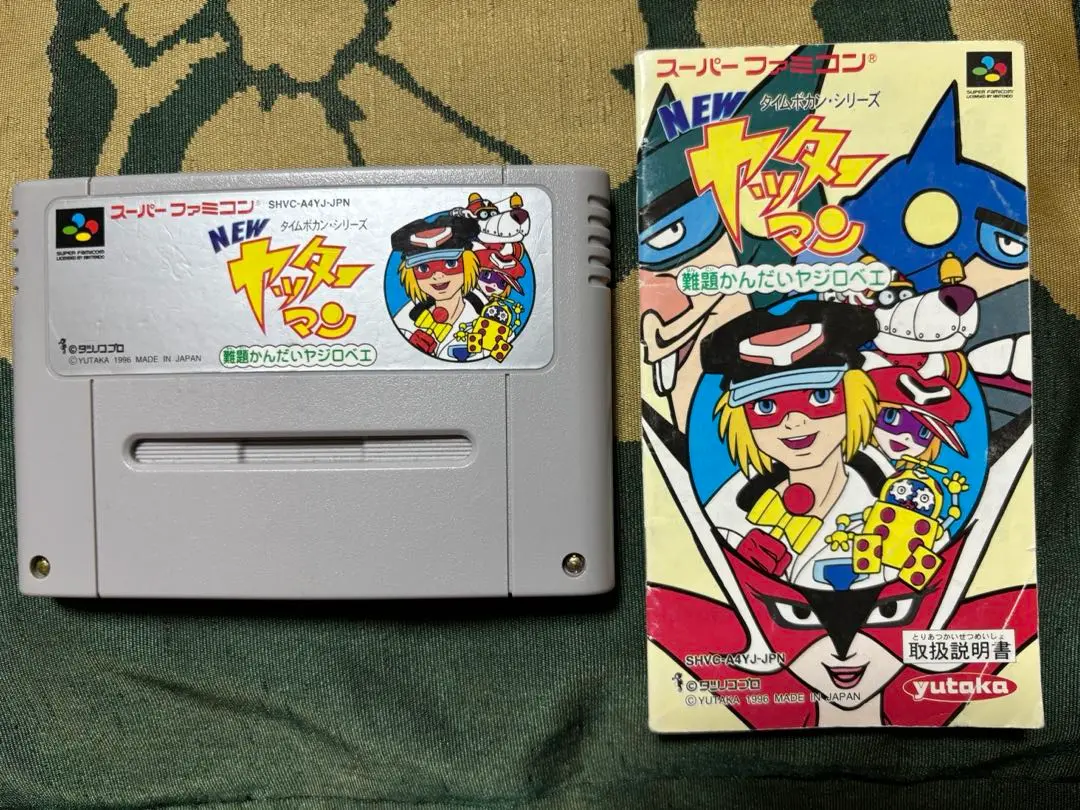 スーパーファミコン® SHVC-A4YJ-JPN
SUPER FAMICOM
LICENSED BY NINTENDO
タイムボカン・シリーズ
NEW
ヤッター
マン
難題かんだいヤジロベエ
©タツノコプロ
©YUTAKA 1996 MADE IN JAPAN
スーパーファミコン®
SUPER FAMICOM
LICENSED BY NINTENDO
タイムボカン・シリーズ
NEW
ヤッター
マン
難題かんだいヤジロベエ
とりあつかいせつめいしょ
取扱説明書
SHVC-A4YJ-JPN
©タツノコプロ
©YUTAKA 1996 MADE IN JAPAN
yutaka